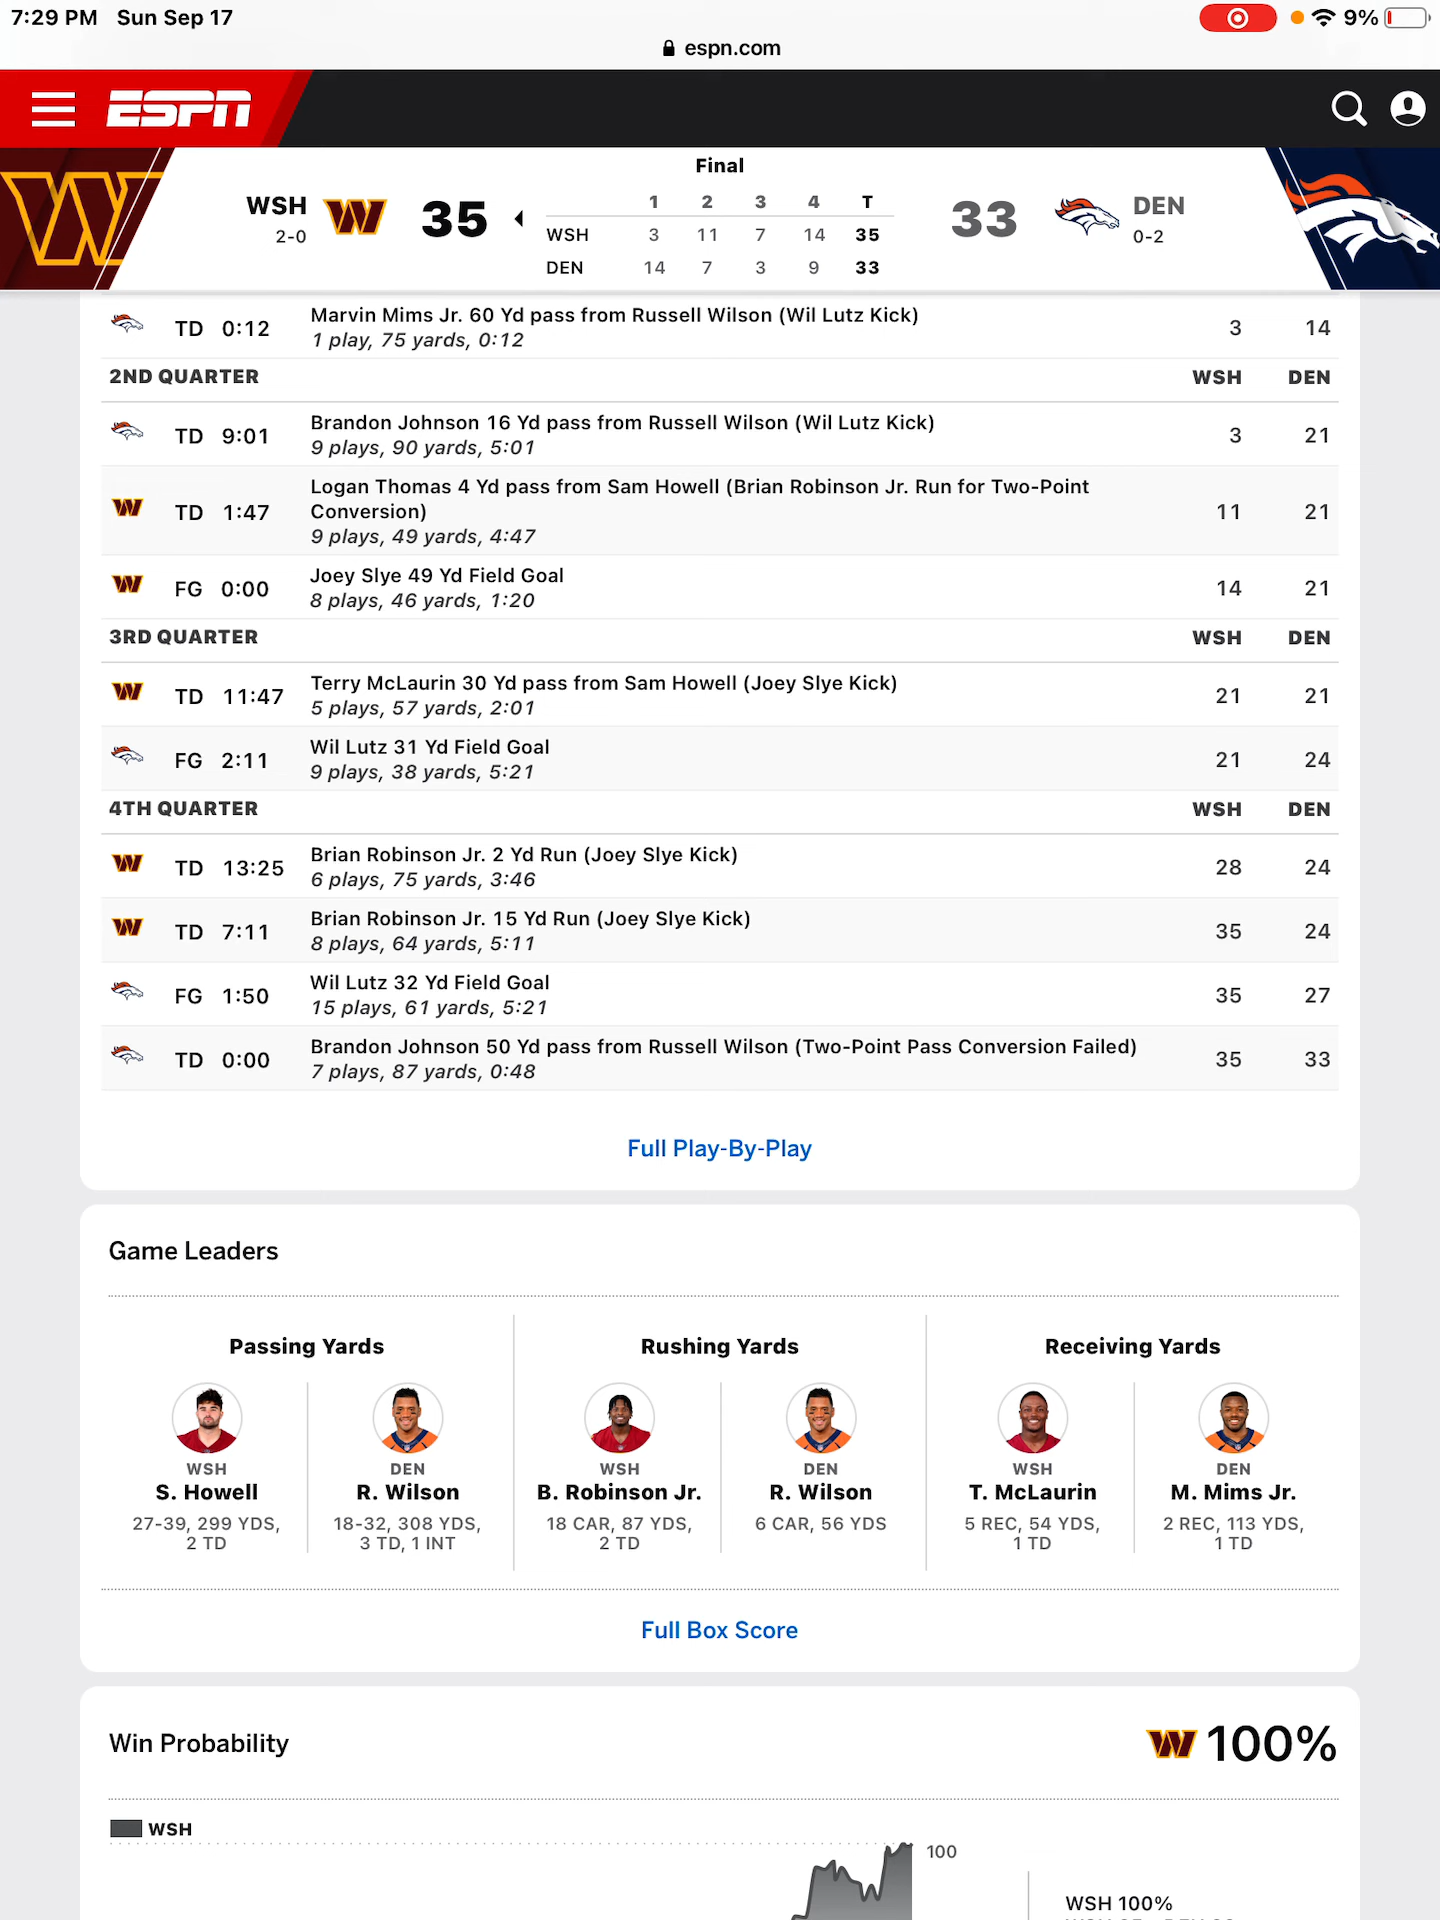 7:29 PM Sun Sep 17
9%
espn.com
ESPN
Final
WSH
2-0
35
1 2 3 4 T
WSH 3 11 7 14 35
DEN 14 7 3 9 33
33
DEN
0-2
TD 0:12 Marvin Mims Jr. 60 Yd pass from Russell Wilson (Wil Lutz Kick) 3 14
1 play, 75 yards, 0:12
2ND QUARTER WSH DEN
TD 9:01 Brandon Johnson 16 Yd pass from Russell Wilson (Wil Lutz Kick) 3 21
9 plays, 90 yards, 5:01
TD 1:47 Logan Thomas 4 Yd pass from Sam Howell (Brian Robinson Jr. Run for Two-Point 11 21
Conversion)
9 plays, 49 yards, 4:47
FG 0:00 Joey Slye 49 Yd Field Goal 14 21
8 plays, 46 yards, 1:20
3RD QUARTER WSH DEN
TD 11:47 Terry McLaurin 30 Yd pass from Sam Howell (Joey Slye Kick) 21 21
5 plays, 57 yards, 2:01
FG 2:11 Wil Lutz 31 Yd Field Goal 21 24
9 plays, 38 yards, 5:21
4TH QUARTER WSH DEN
TD 13:25 Brian Robinson Jr. 2 Yd Run (Joey Slye Kick) 28 24
6 plays, 75 yards, 3:46
TD 7:11 Brian Robinson Jr. 15 Yd Run (Joey Slye Kick) 35 24
8 plays, 64 yards, 5:11
FG 1:50 Wil Lutz 32 Yd Field Goal 35 27
15 plays, 61 yards, 5:21
TD 0:00 Brandon Johnson 50 Yd pass from Russell Wilson (Two-Point Pass Conversion Failed) 35 33
7 plays, 87 yards, 0:48
Full Play-By-Play
Game Leaders
Passing Yards Rushing Yards Receiving Yards
WSH DEN WSH DEN WSH DEN
S. Howell R. Wilson B. Robinson Jr. R. Wilson T. McLaurin M. Mims Jr.
27-39, 299 YDS, 18-32, 308 YDS, 18 CAR, 87 YDS, 6 CAR, 56 YDS 5 REC, 54 YDS, 2 REC, 113 YDS,
2 TD 3 TD, 1 INT 2 TD 1 TD 1 TD
Full Box Score
Win Probability 100%
WSH
100
WSH 100%